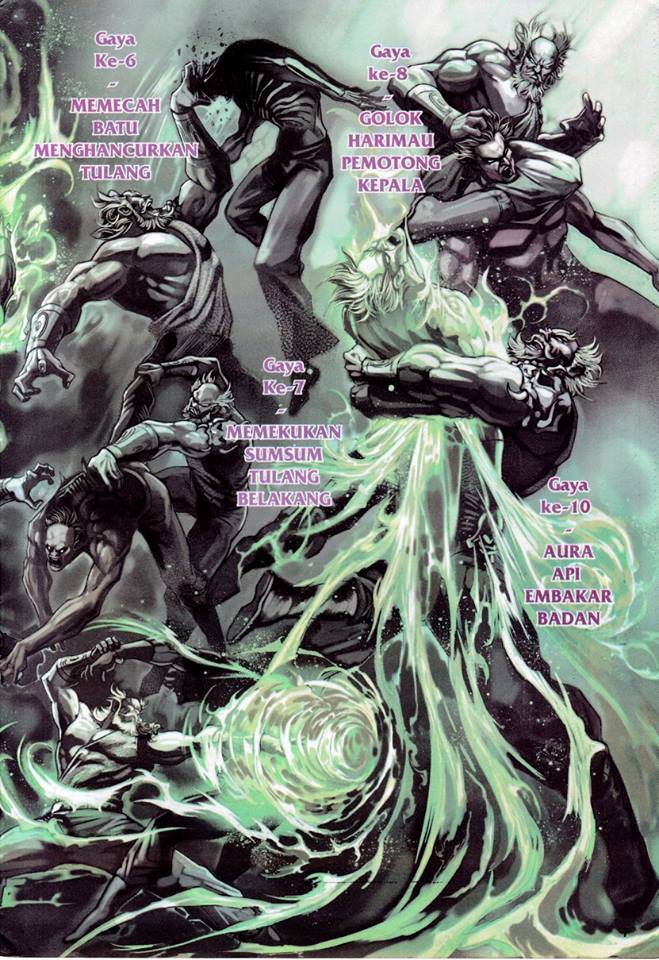 Gaya
Ke-6
-
MEMECAH
BATU
MENGHANCURKAN
TULANG
Gaya
ke-8
-
GOLOK
HARIMAU
PEMOTONG
KEPALA
Gaya
Ke-7
-
MEMEKUKAN
SUMSUM
TULANG
BELAKANG
Gaya
ke-10
-
AURA
API
EMBAKAR
BADAN